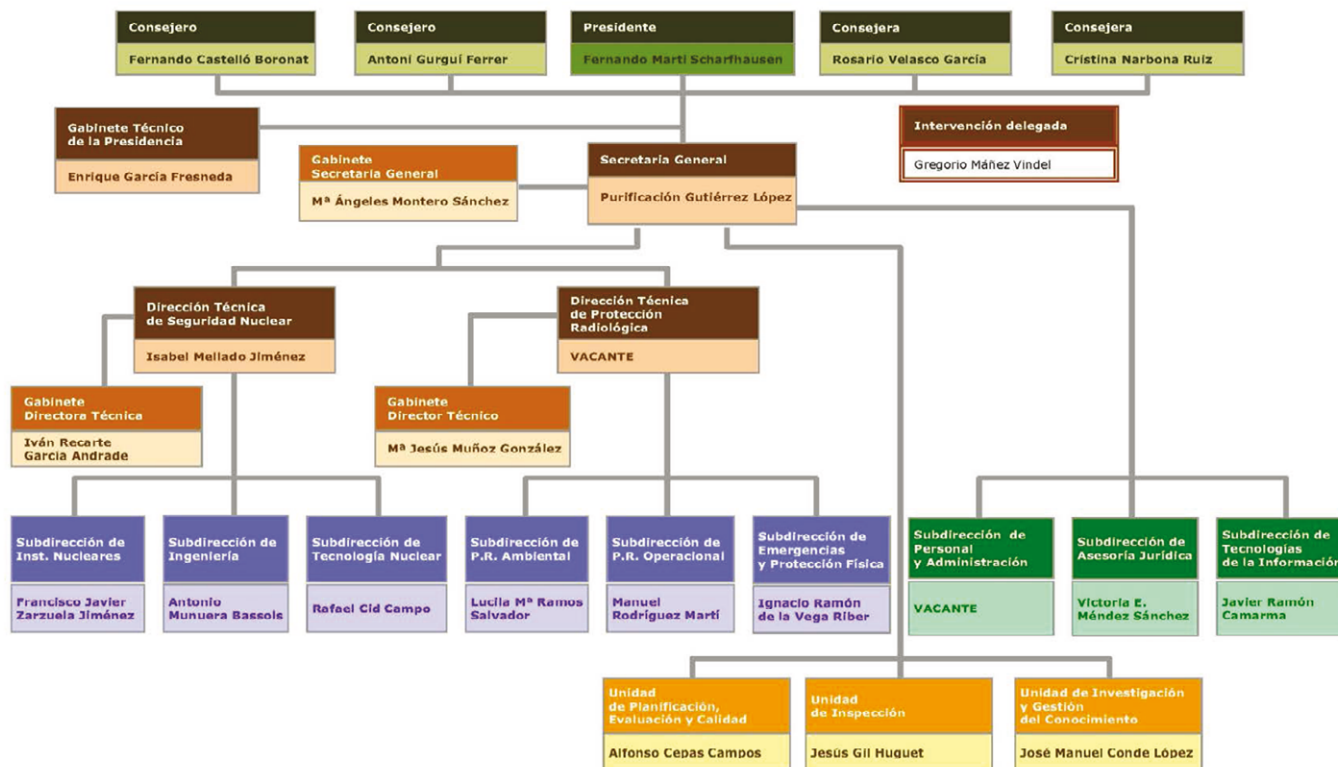 Consejero
Fernando Castelló Boronat
Consejero
Antoni Gurguí Ferrer
Presidente
Fernando Marti Scharfhausen
Consejera
Rosario Velasco García
Consejera
Cristina Narbona Ruiz
Gabinete Técnico
de la Presidencia
Enrique García Fresneda
Gabinete
Secretaria General
Mª Ángeles Montero Sánchez
Secretaria General
Purificación Gutiérrez López
Intervención delegada
Gregorio Máñez Vindel
Dirección Técnica
de Seguridad Nuclear
Isabel Mellado Jiménez
Dirección Técnica
de Protección
Radiológica
VACANTE
Gabinete
Directora Técnica
Iván Recarte
García Andrade
Gabinete
Director Técnico
Mª Jesús Muñoz González
Subdirección de
Inst. Nucleares
Francisco Javier
Zarzuela Jiménez
Subdirección de
Ingeniería
Antonio
Munuera Bassols
Subdirección de
Tecnología Nuclear
Rafael Cid Campo
Subdirección de
P.R. Ambiental
Lucila Mª Ramos
Salvador
Subdirección de
P.R. Operacional
Manuel
Rodríguez Martí
Subdirección de
Emergencias
y Protección Física
Ignacio Ramón
de la Vega Riber
Subdirección de
Personal
y Administración
VACANTE
Subdirección de
Asesoría Jurídica
Victoria E.
Méndez Sánchez
Subdirección de
Tecnologías
de la Información
Javier Ramón
Camarma
Unidad
de Planificación,
Evaluación y Calidad
Alfonso Cepas Campos
Unidad
de Inspección
Jesús Gil Huguet
Unidad de Investigación
y Gestión
del Conocimiento
José Manuel Conde López